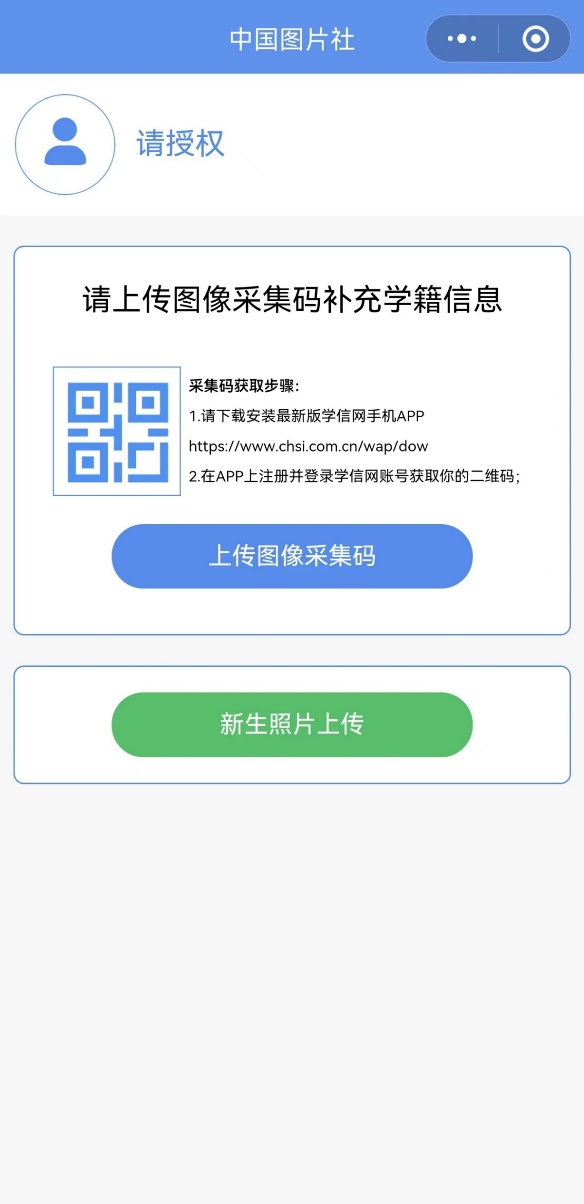 中国图片社
请授权
请上传图像采集码补充学籍信息
采集码获取步骤：
1.请下载安装最新版学信网手机APP
https://www.chsi.com.cn/wap/dow
2.在APP上注册并登录学信网账号获取你的二维码；
上传图像采集码
新生照片上传